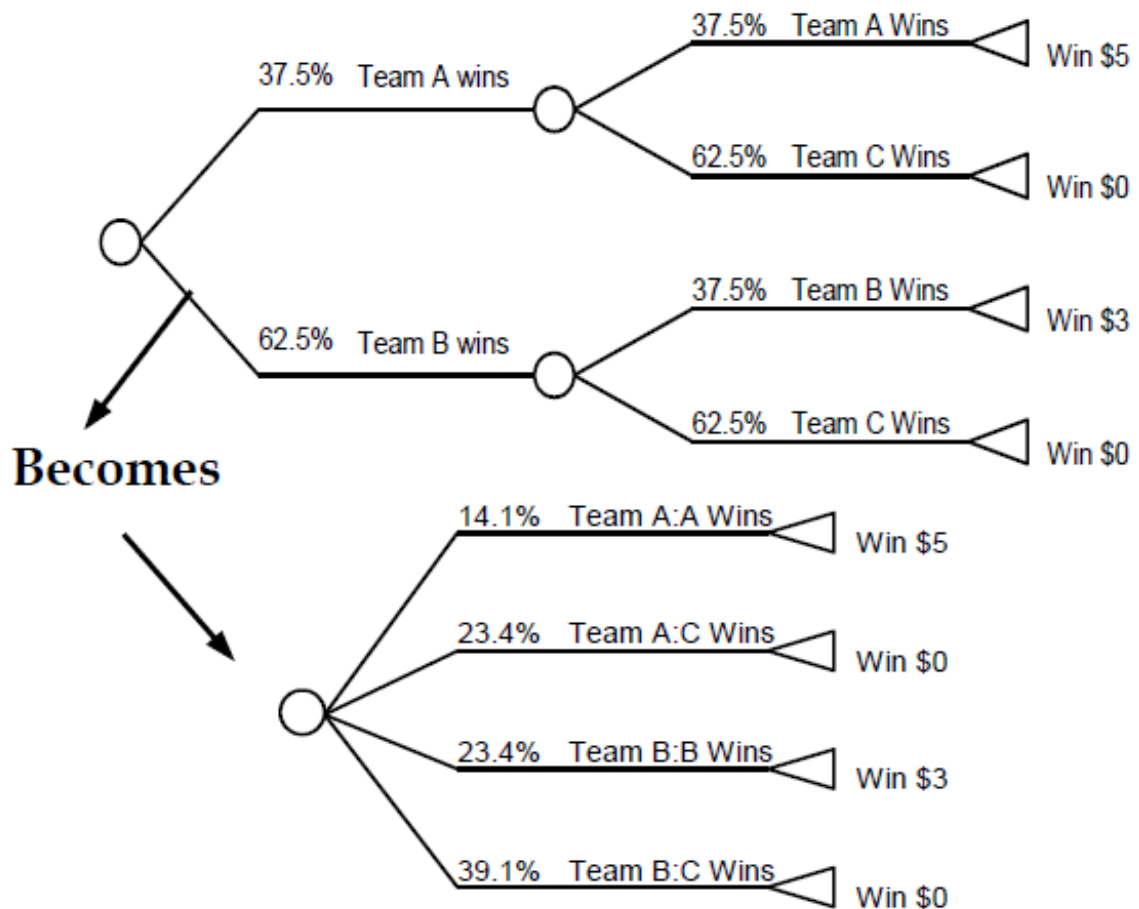 37.5% Team A Wins
Win $5
37.5% Team A wins
62.5% Team C Wins
Win $0
37.5% Team B Wins
Win $3
62.5% Team B wins
62.5% Team C Wins
Win $0
Becomes
14.1% Team A:A Wins
Win $5
23.4% Team A:C Wins
Win $0
23.4% Team B:B Wins
Win $3
39.1% Team B:C Wins
Win $0